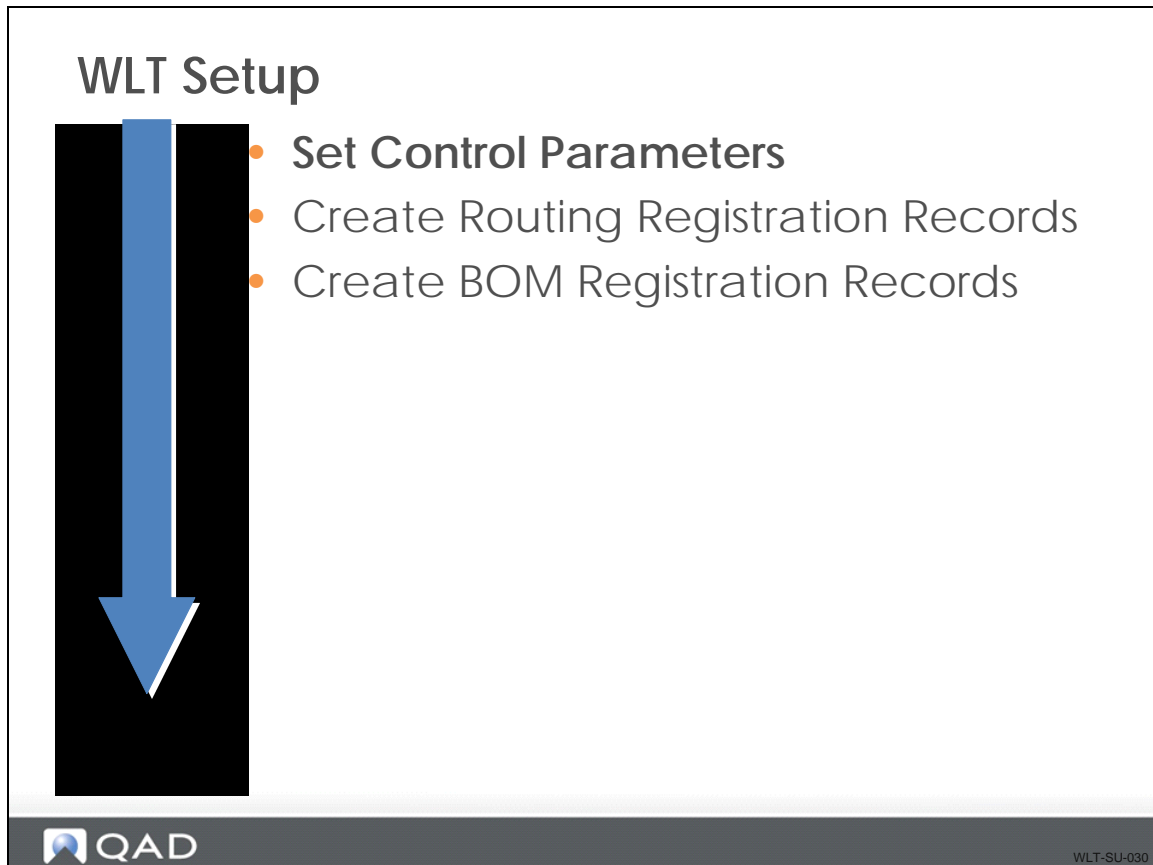 WLT Setup
• Set Control Parameters
• Create Routing Registration Records
• Create BOM Registration Records
QAD
WLT-SU-030